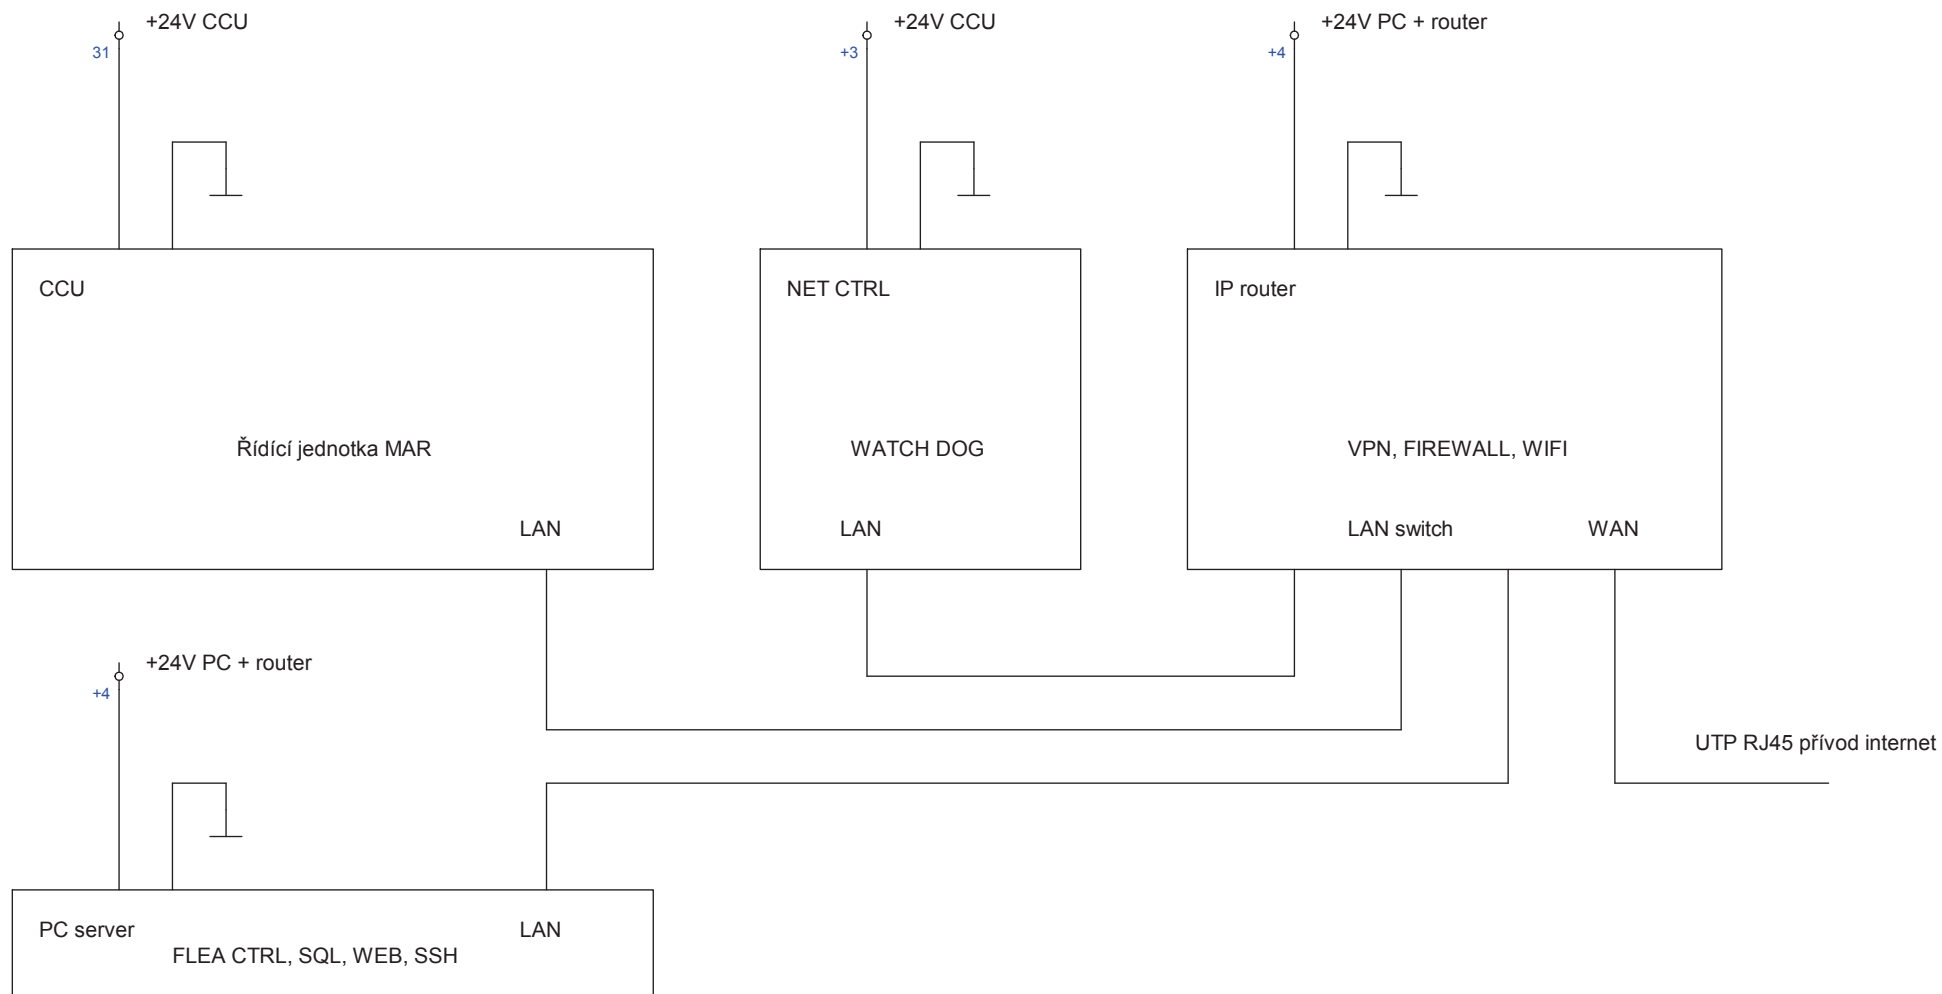 +24V CCU
31
+24V CCU
+3
+24V PC + router
+4
CCU
Řídící jednotka MAR
LAN
NET CTRL
WATCH DOG
LAN
IP router
VPN, FIREWALL, WIFI
LAN switch
WAN
+24V PC + router
+4
UTP RJ45 přívod internet
PC server
LAN
FLEA CTRL, SQL, WEB, SSH